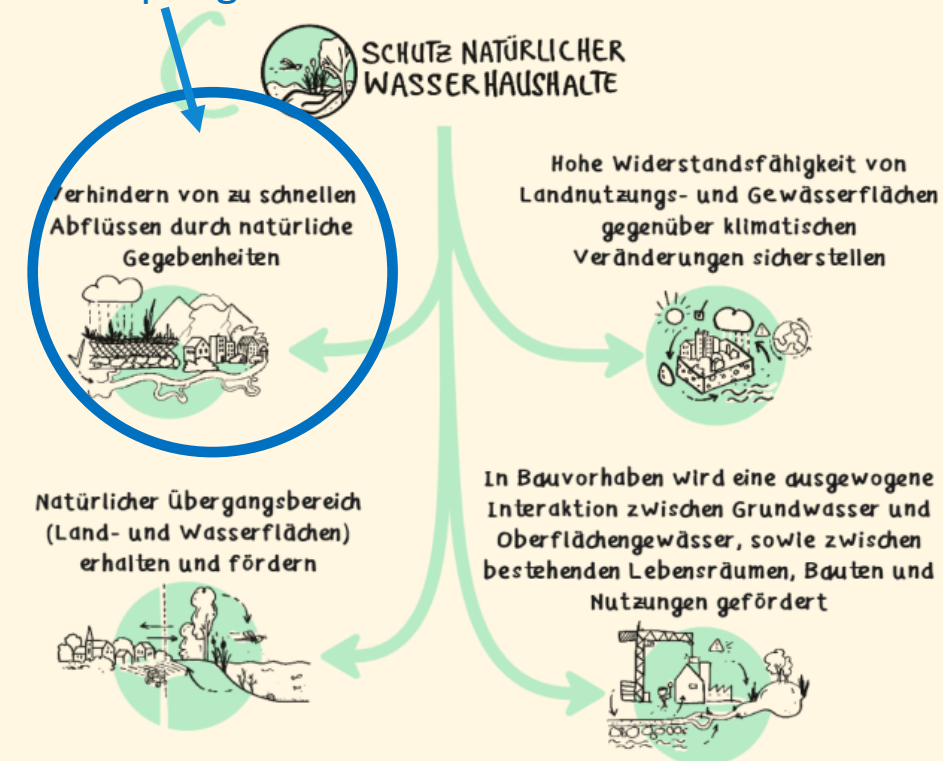 SCHUTZ NATÜRLICHER
WASSERHAUSHALTE
Verhindern von zu schnellen
Abflüssen durch natürliche
Gegebenheiten
Hohe Widerstandsfähigkeit von
Landnutzungs- und Gewässerflächen
gegenüber klimatischen
Veränderungen sicherstellen
Natürlicher Übergangsbereich
(Land- und Wasserflächen)
erhalten und fördern
In Bauvorhaben wird eine ausgewogene
Interaktion zwischen Grundwasser und
Oberflächengewässer, sowie zwischen
bestehenden Lebensräumen, Bauten und
Nutzungen gefördert